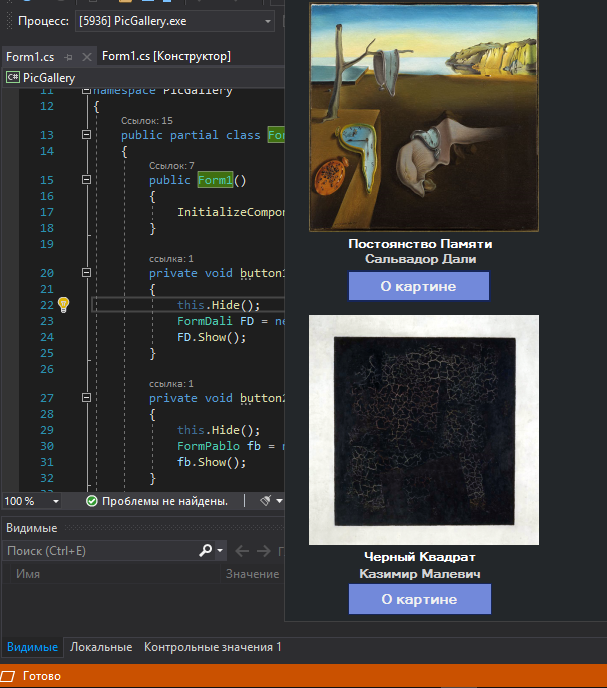 Процесс: [5936] PicGallery.exe
Form1.cs Form1.cs [Конструктор]
C# PicGallery
11 namespace PicGallery
12 {
Ссылок: 15
13 public partial class For
14 {
Ссылок: 7
15 public Form1()
16 {
17 InitializeCompon
18 }
19
ссылка: 1
20 private void button1
21 {
22 this.Hide();
23 FormDali FD = ne
24 FD.Show();
25 }
26
ссылка: 1
27 private void button2
28 {
29 this.Hide();
30 FormPablo fb = n
31 fb.Show();
32 }
100 % Проблемы не найдены.
Видимые
Поиск (Ctrl+E)
Имя Значение
Видимые Локальные Контрольные значения 1
Готово
Постоянство Памяти
Сальвадор Дали
О картине
Черный Квадрат
Казимир Малевич
О картине